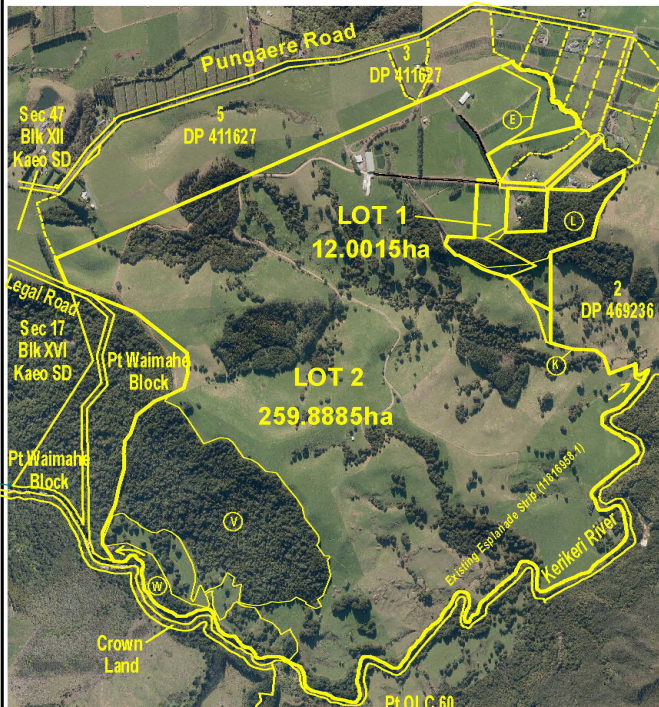 Pungaere Road
3
DP 411627
Sec 47
Blk XII
Kaeo SD
5
DP 411627
E
LOT 1
12.0015ha
L
2
DP 469236
Legal Road
Sec 17
Blk XVI
Kaeo SD
Pt Waimahe
Block
K
LOT 2
259.8885ha
Pt Waimahe
Block
V
Existing Esplanade Strip (11816958.1)
Kerikeri River
W
Crown
Land
Pt OLC 60